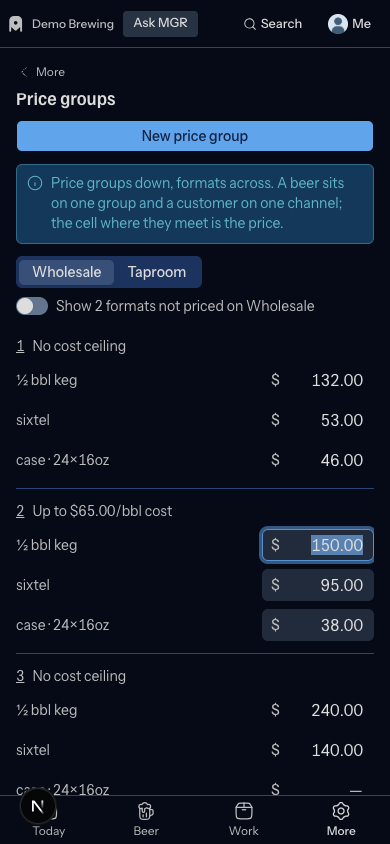 Demo Brewing
Ask MGR
Search
Me
More
Price groups
New price group
Price groups down, formats across. A beer sits
on one group and a customer on one channel;
the cell where they meet is the price.
Wholesale
Taproom
Show 2 formats not priced on Wholesale
1 No cost ceiling
½ bbl keg $ 132.00
sixtel $ 53.00
case · 24×16oz $ 46.00
2 Up to $65.00/bbl cost
½ bbl keg $ 150.00
sixtel $ 95.00
case · 24×16oz $ 38.00
3 No cost ceiling
½ bbl keg $ 240.00
sixtel $ 140.00
case · 24×16oz $ —
N
Today
Beer
Work
More